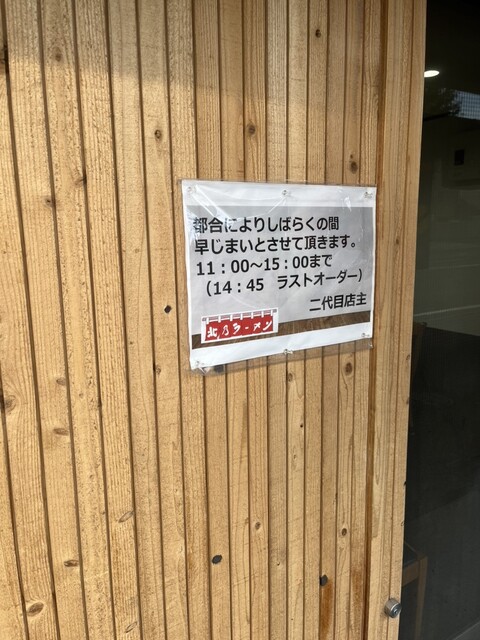 都合によりしばらくの間
早じまいとさせて頂きます。
11：00～15：00まで
（14：45　ラストオーダー）
二代目店主
北乃ラーメン